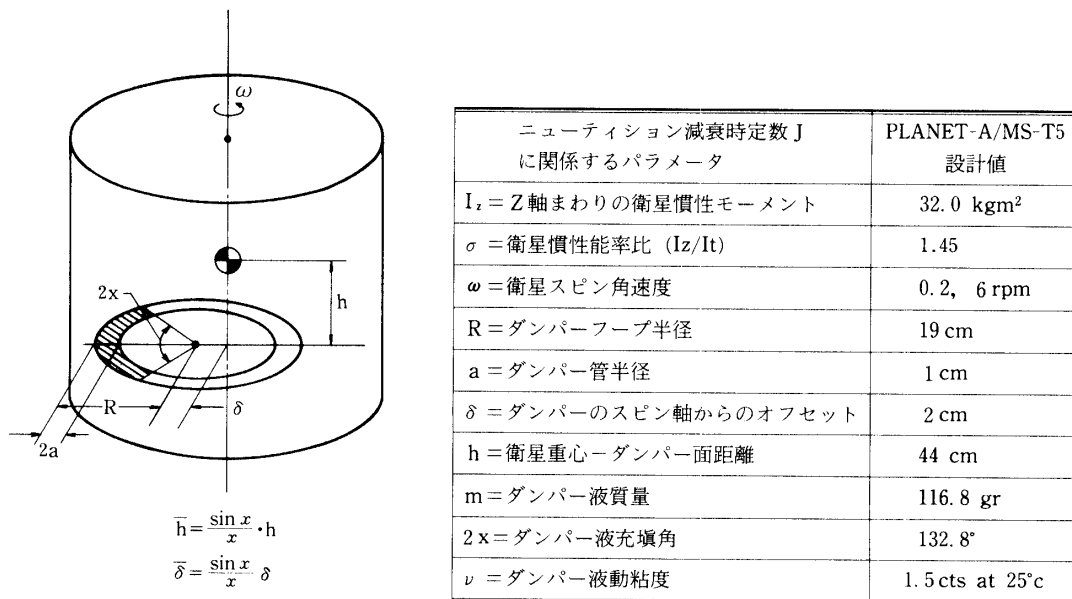 ω
2x
h
R
δ
2a
h̅ = sin x / x · h
δ̅ = sin x / x δ
ニューティション減衰時定数 J に関係するパラメータ
PLANET-A/MS-T5 設計値
I_z = Z軸まわりの衛星慣性モーメント 32.0 kgm²
σ = 衛星慣性能率比 (Iz/It) 1.45
ω = 衛星スピン角速度 0.2, 6 rpm
R = ダンパーフープ半径 19 cm
a = ダンパー管半径 1 cm
δ = ダンパーのスピン軸からのオフセット 2 cm
h = 衛星重心−ダンパー面距離 44 cm
m = ダンパー液質量 116.8 gr
2x = ダンパー液充塡角 132.8°
ν = ダンパー液動粘度 1.5 cts at 25°c